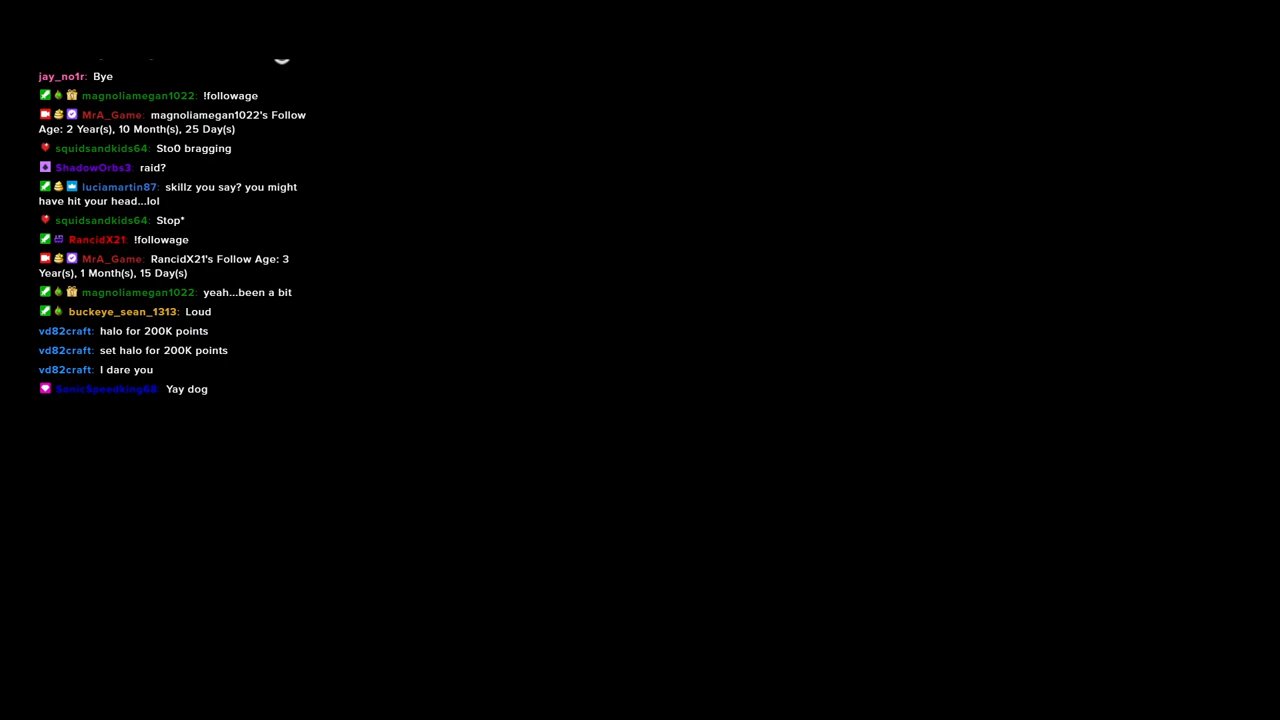 jay_no1r: Bye
magnoliamegan1022: !followage
MrA_Game: magnoliamegan1022's Follow
Age: 2 Year(s), 10 Month(s), 25 Day(s)
squidsandkids64: Sto0 bragging
ShadowOrbs3: raid?
luciamartin87: skillz you say? you might
have hit your head...lol
squidsandkids64: Stop*
RancidX21: !followage
MrA_Game: RancidX21's Follow Age: 3
Year(s), 1 Month(s), 15 Day(s)
magnoliamegan1022: yeah...been a bit
buckeye_sean_1313: Loud
vd82craft: halo for 200K points
vd82craft: set halo for 200K points
vd82craft: I dare you
SonicSpeedking68: Yay dog